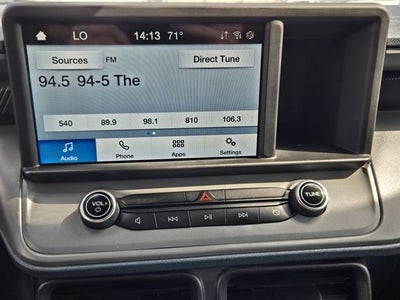 LO 14:13 71°
Sources FM Direct Tune
94.5 94-5 The
540 89.9 98.1 810 106.3
Audio Phone Apps Settings
VOL TUNE